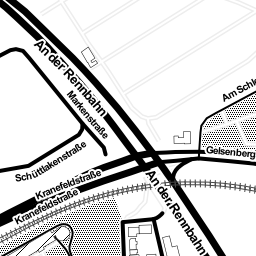 An der Rennbahn
Markenstraße
Am Schl
Schüttlakenstraße
Gelsenberg
Kranefeldstraße
Kranefeldstraße
An der Rennbahn